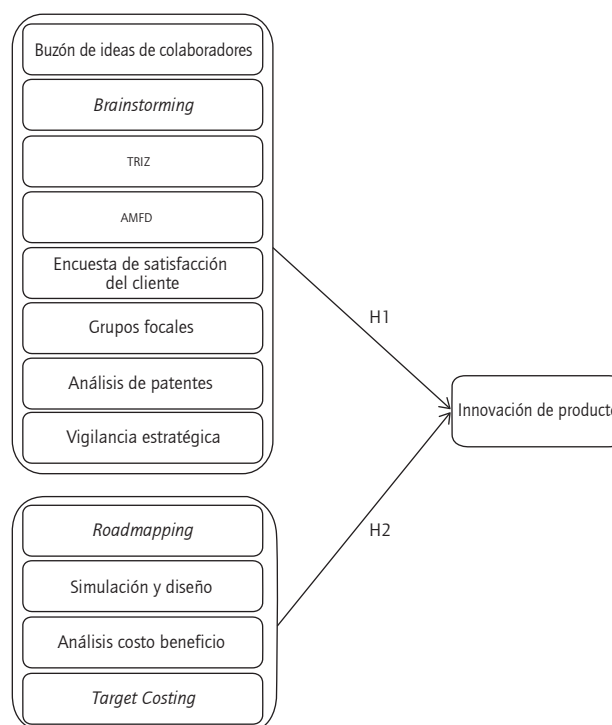 Buzón de ideas de colaboradores
Brainstorming
TRIZ
AMFD
Encuesta de satisfacción
del cliente
Grupos focales
Análisis de patentes
Vigilancia estratégica
H1
Innovación de producto
Roadmapping
H2
Simulación y diseño
Análisis costo beneficio
Target Costing